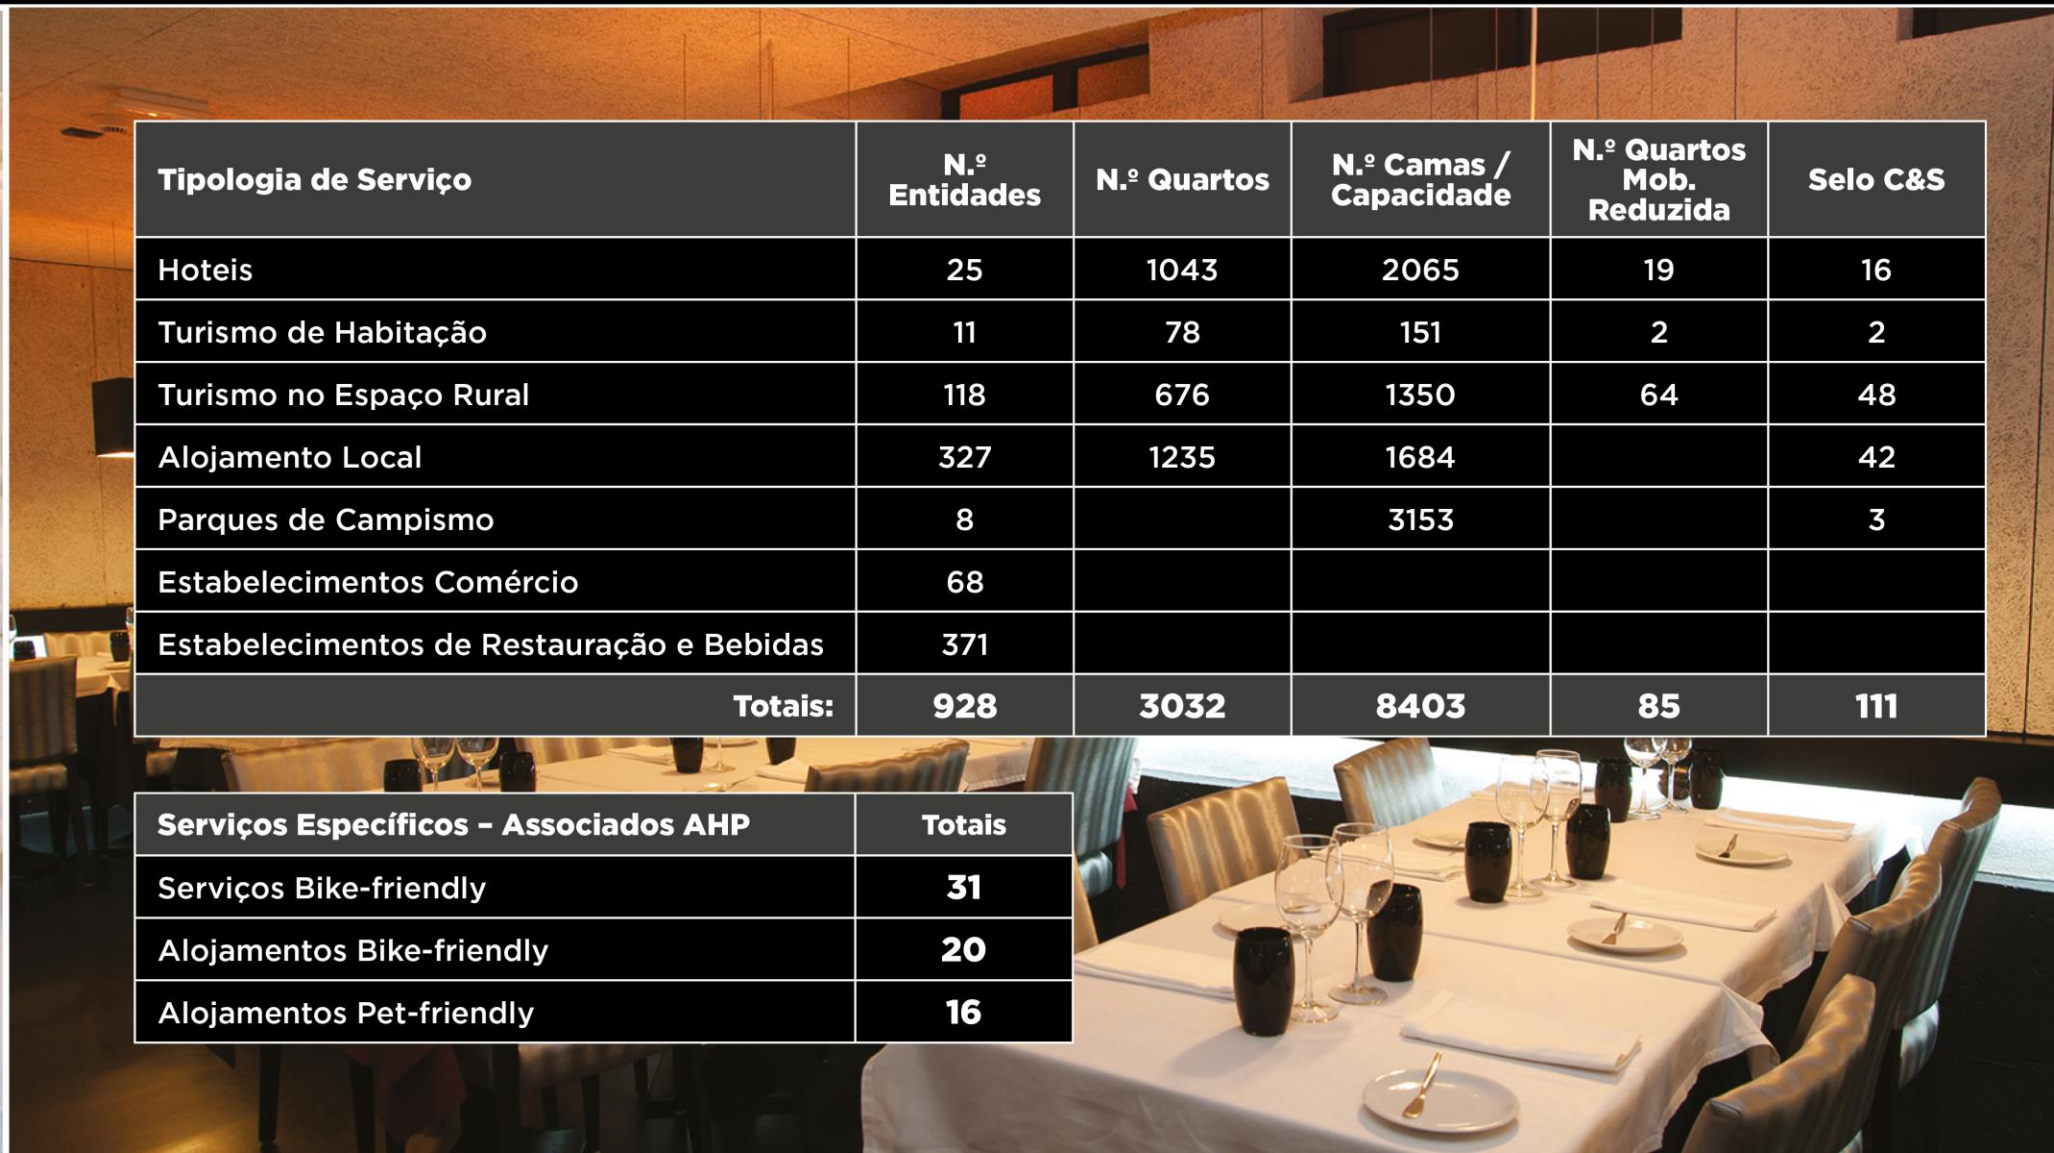 Tipologia de Serviço N.º Entidades N.º Quartos N.º Camas / Capacidade N.º Quartos Mob. Reduzida Selo C&S
Hoteis 25 1043 2065 19 16
Turismo de Habitação 11 78 151 2 2
Turismo no Espaço Rural 118 676 1350 64 48
Alojamento Local 327 1235 1684 42
Parques de Campismo 8 3153 3
Estabelecimentos Comércio 68
Estabelecimentos de Restauração e Bebidas 371
Totais: 928 3032 8403 85 111
Serviços Específicos – Associados AHP Totais
Serviços Bike-friendly 31
Alojamentos Bike-friendly 20
Alojamentos Pet-friendly 16